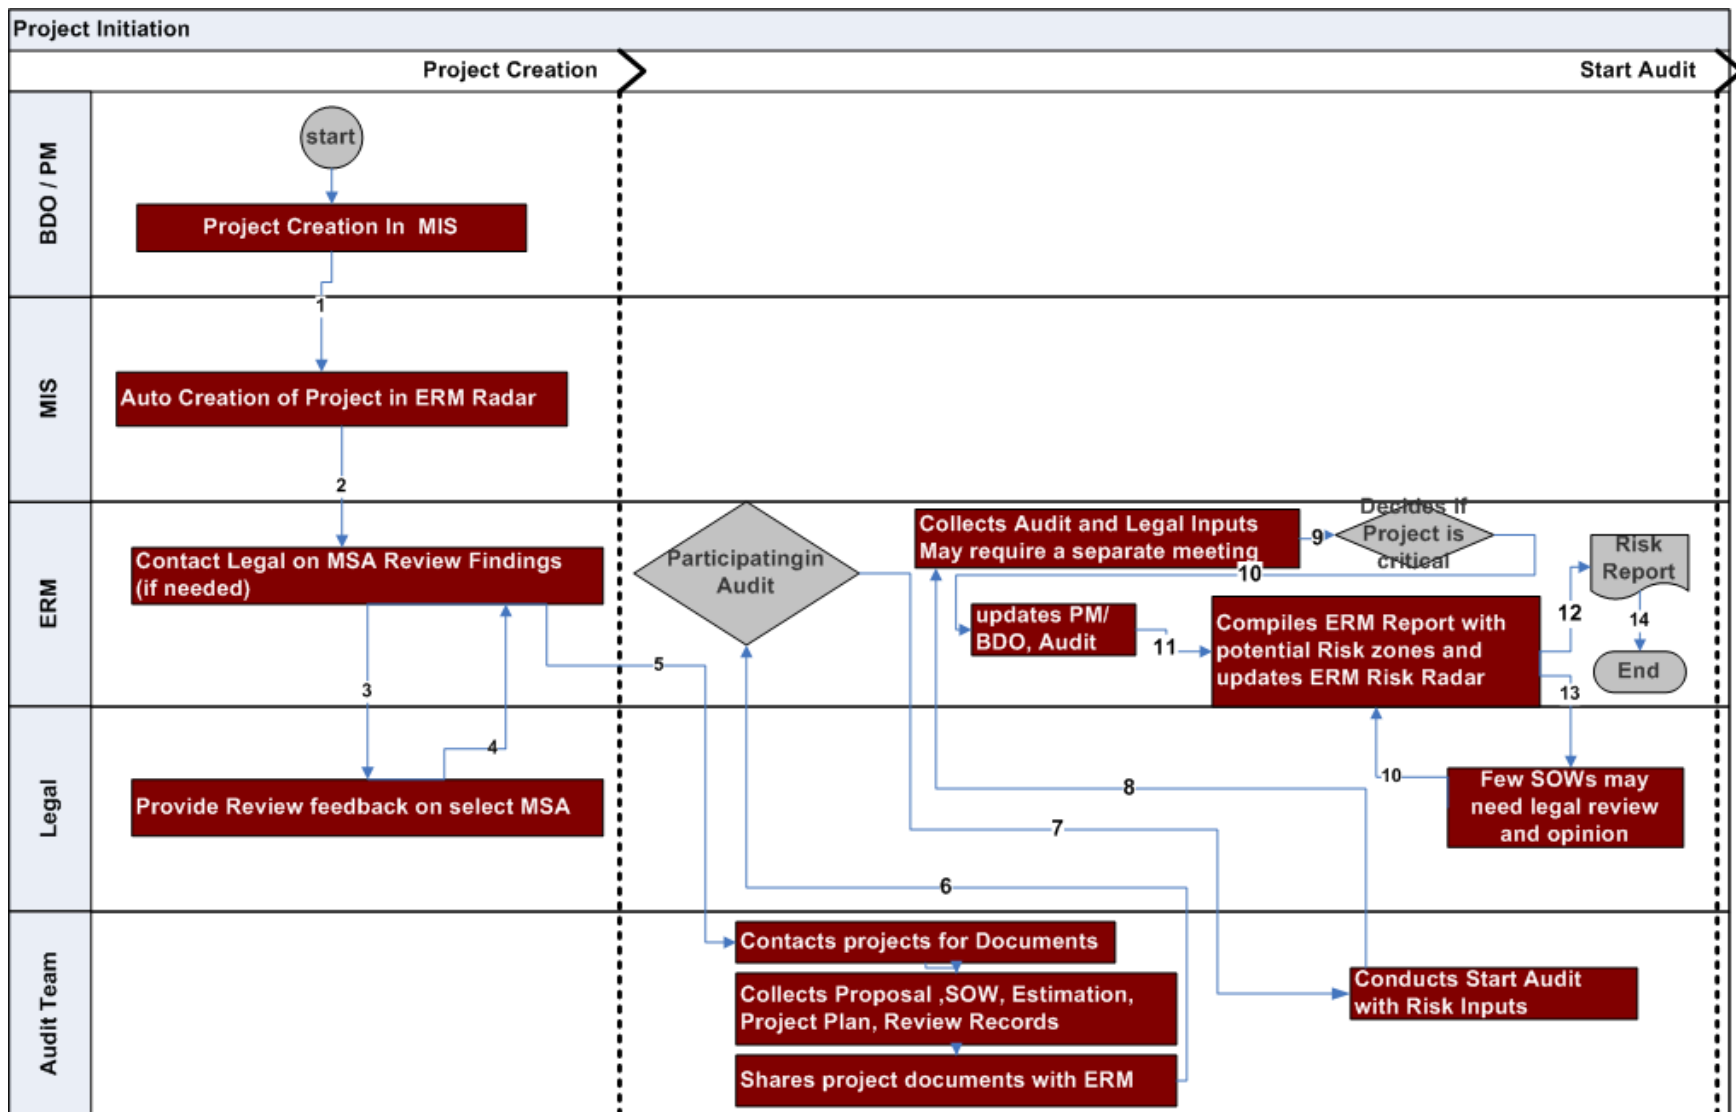 Project Initiation
Project Creation
Start Audit
BDO / PM
start
Project Creation In MIS
1
MIS
Auto Creation of Project in ERM Radar
2
ERM
Contact Legal on MSA Review Findings
(if needed)
3
4
5
Participatingin
Audit
Collects Audit and Legal Inputs
May require a separate meeting
9
Decides if
Project is
critical
10
updates PM/
BDO, Audit
11
Compiles ERM Report with
potential Risk zones and
updates ERM Risk Radar
12
Risk
Report
14
End
13
Legal
Provide Review feedback on select MSA
8
7
6
10
Few SOWs may
need legal review
and opinion
Audit Team
Contacts projects for Documents
Collects Proposal ,SOW, Estimation,
Project Plan, Review Records
Shares project documents with ERM
Conducts Start Audit
with Risk Inputs